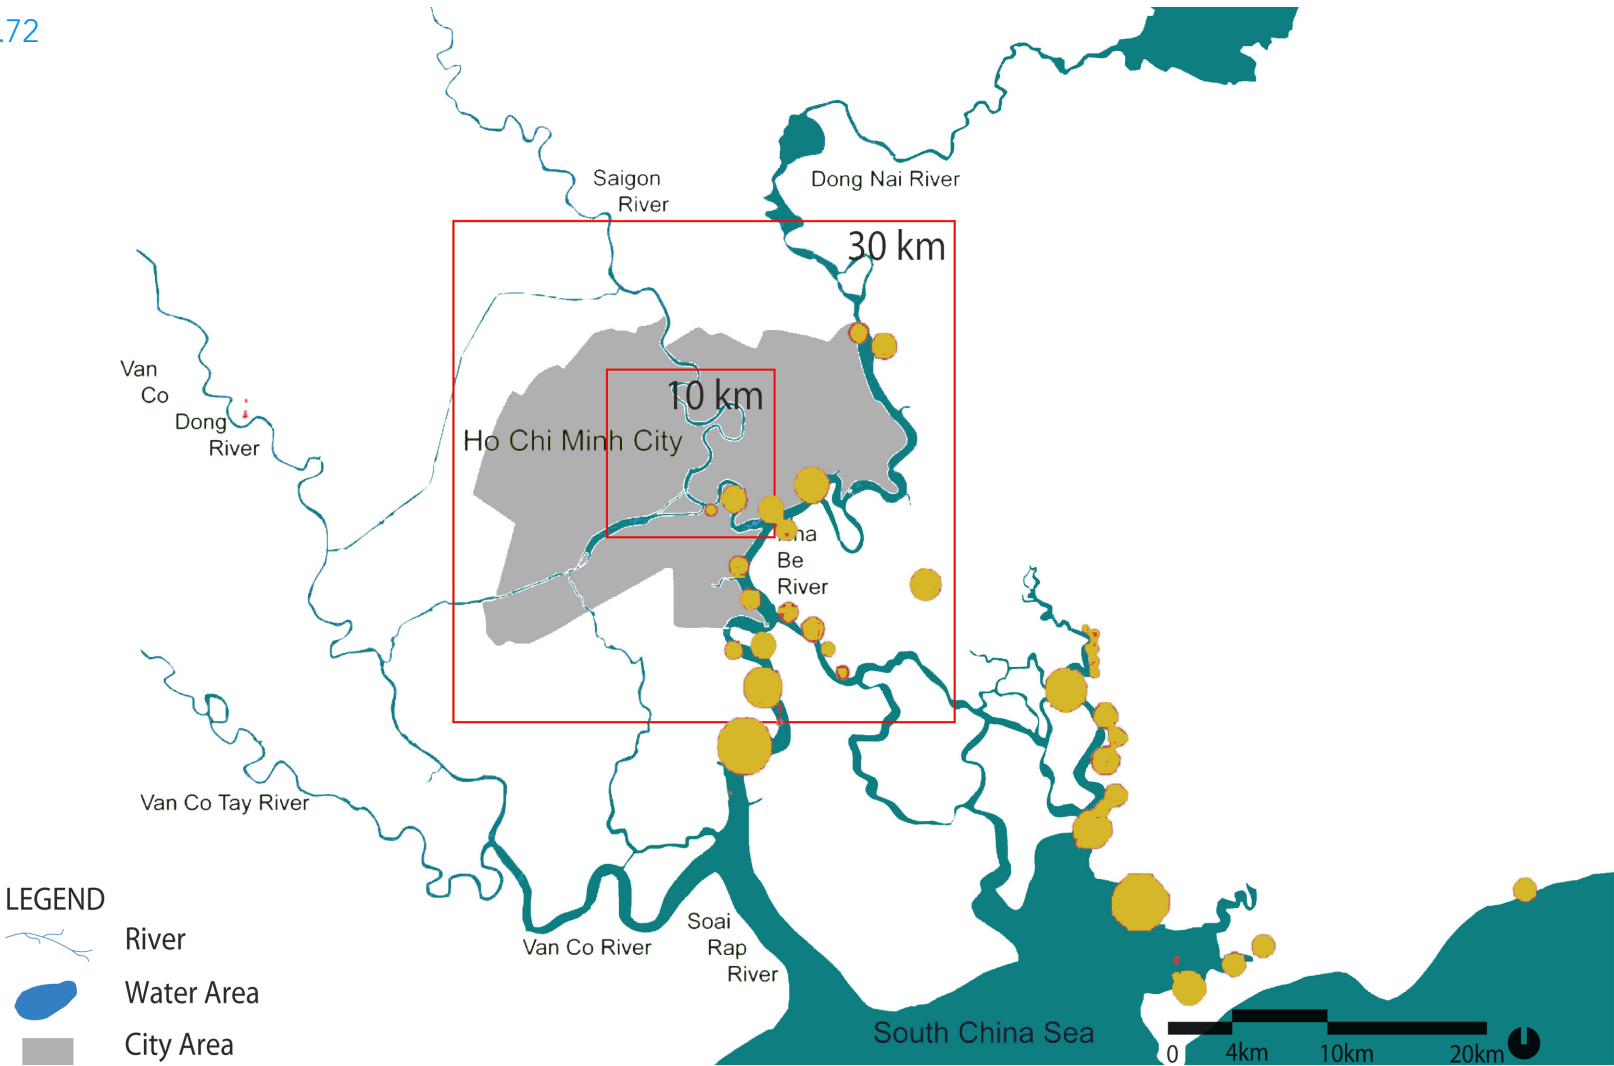 .72
Saigon
River
Dong Nai River
30 km
Van
Co
Dong
River
10 km
Ho Chi Minh City
Be
River
Van Co Tay River
LEGEND
River
Water Area
City Area
Van Co River
Soai
Rap
River
South China Sea
0 4km 10km 20km